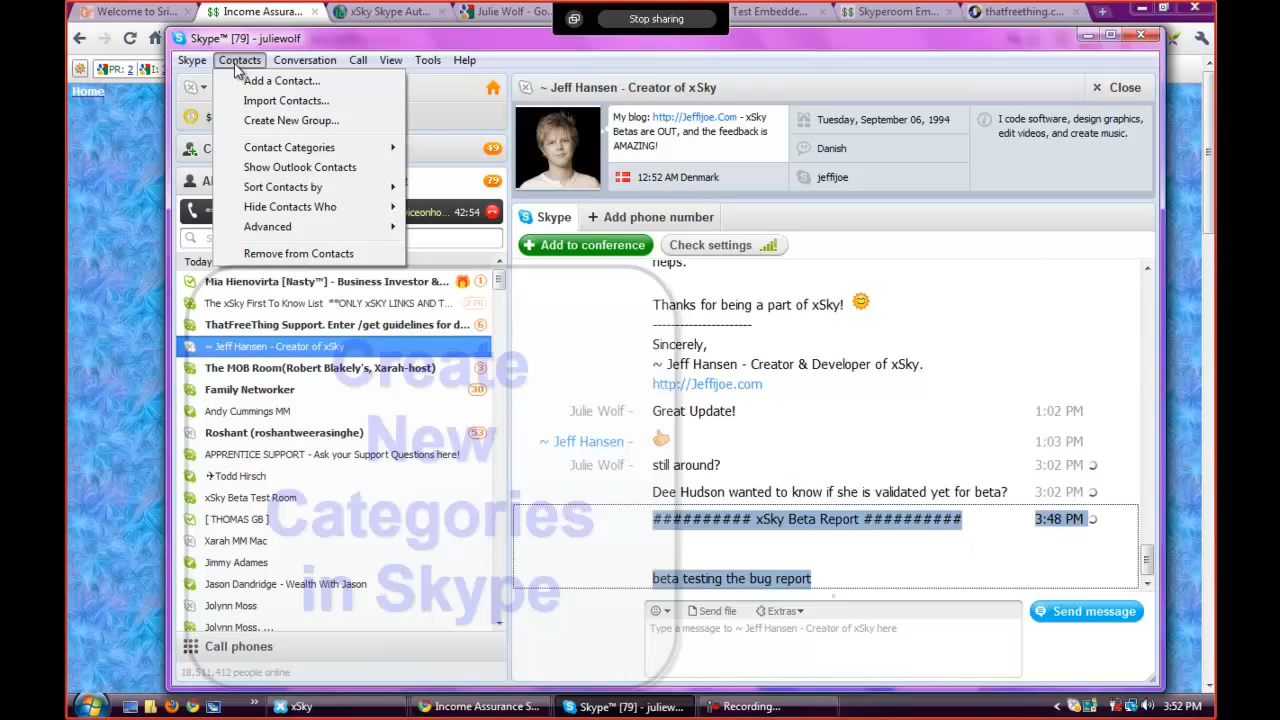 Welcome to Sri...
$$ Income Assura...
xSky Skype Aut...
Julie Wolf - Go...
Stop sharing
Test Embedde...
$$ Skyperoom Em...
thatfreething.c...
Skype™ [79] - juliewolf
Skype Contacts Conversation Call View Tools Help
PR: 2
Home
Add a Contact...
Import Contacts...
Create New Group...
Contact Categories
Show Outlook Contacts
Sort Contacts by
Hide Contacts Who
Advanced
Remove from Contacts
49
79
viceonho... 42:54
Today
~ Jeff Hansen - Creator of xSky
Close
My blog: http://Jeffijoe.Com - xSky
Betas are OUT, and the feedback is
AMAZING!
12:52 AM Denmark
Tuesday, September 06, 1994
Danish
jeffijoe
I code software, design graphics,
edit videos, and create music.
Skype
Add phone number
Add to conference
Check settings
Mia Hienovirta [Nasty™] - Business Investor &... 1
The xSky First To Know List **ONLY xSKY LINKS AND T... 276
ThatFreeThing Support. Enter /get guidelines for d... 6
~ Jeff Hansen - Creator of xSky
The MOB Room(Robert Blakely's, Xarah-host) 3
Family Networker 30
Andy Cummings MM
Roshant (roshantweerasinghe) 53
APPRENTICE SUPPORT - Ask your Support Questions here!
✈Todd Hirsch
xSky Beta Test Room
[ THOMAS GB ]
Xarah MM Mac
Jimmy Adames
Jason Dandridge - Wealth With Jason
Jolynn Moss
Jolynn Moss, ...
Call phones
18,511,412 people online
Create
New
Categories
in Skype
helps.
Thanks for being a part of xSky!
----------------------
Sincerely,
~ Jeff Hansen - Creator & Developer of xSky.
http://Jeffijoe.com
Julie Wolf - Great Update! 1:02 PM
~ Jeff Hansen - 1:03 PM
Julie Wolf - still around? 3:02 PM
Dee Hudson wanted to know if she is validated yet for beta? 3:02 PM
########## xSky Beta Report ########## 3:48 PM
beta testing the bug report
Send file
Extras
Type a message to ~ Jeff Hansen - Creator of xSky here
Send message
xSky
Income Assurance S...
Skype™ [79] - juliew...
Recording...
3:52 PM